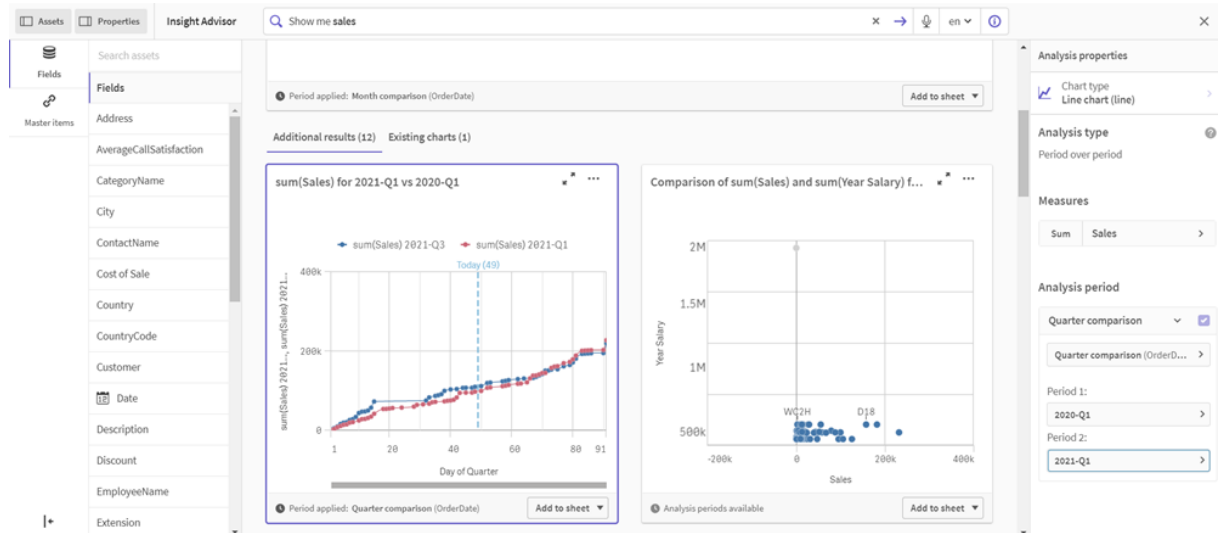 Assets
Properties
Insight Advisor
Show me sales
en
Fields
Master items
Search assets
Fields
Address
AverageCallSatisfaction
CategoryName
City
ContactName
Cost of Sale
Country
CountryCode
Customer
Date
Description
Discount
EmployeeName
Extension
Period applied: Month comparison (OrderDate)
Add to sheet
Additional results (12)
Existing charts (1)
sum(Sales) for 2021-Q1 vs 2020-Q1
sum(Sales) 2021-Q3
sum(Sales) 2021-Q1
Today (49)
sum(Sales) 2021..., sum(Sales) 2021...
400k
200k
0
1
20
40
60
80
91
Day of Quarter
Period applied: Quarter comparison (OrderDate)
Add to sheet
Comparison of sum(Sales) and sum(Year Salary) f...
Year Salary
2M
1.5M
1M
500k
WC2H
D18
-200k
0
200k
400k
Sales
Analysis periods available
Add to sheet
Analysis properties
Chart type
Line chart (line)
Analysis type
Period over period
Measures
Sum
Sales
Analysis period
Quarter comparison
Quarter comparison (OrderD...
Period 1:
2020-Q1
Period 2:
2021-Q1